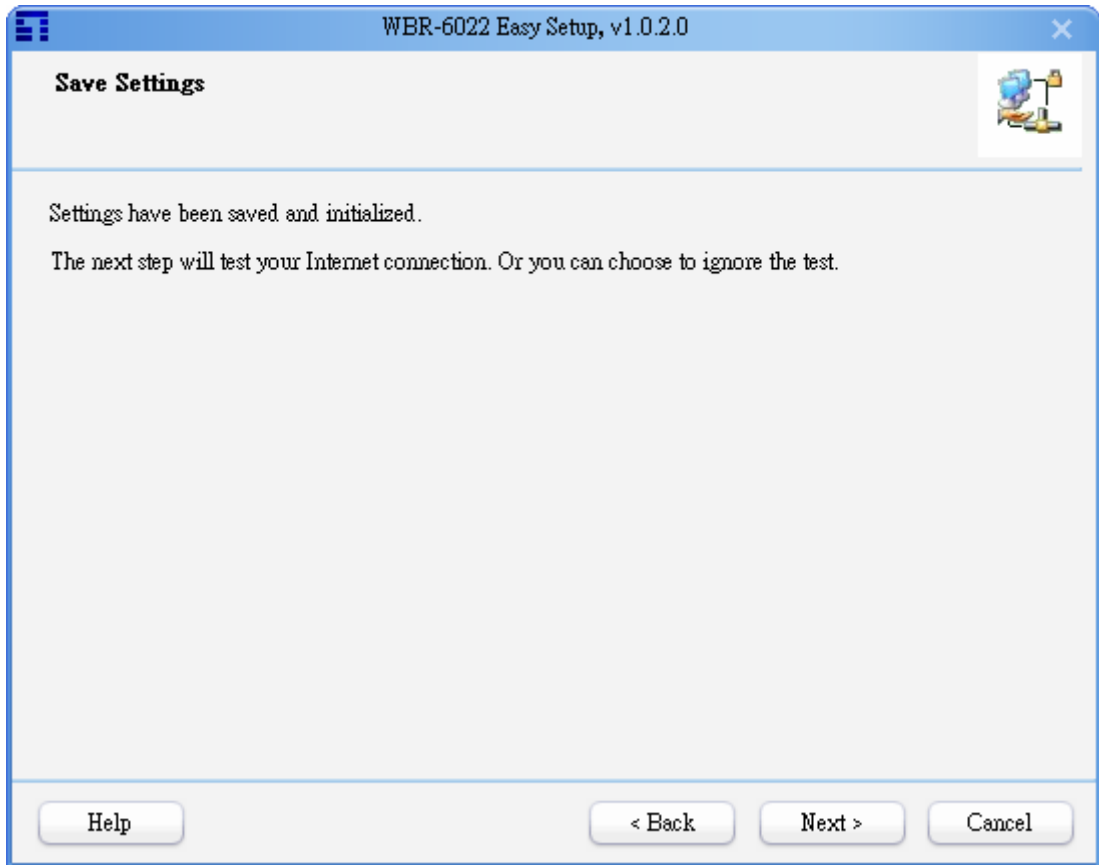 WBR-6022 Easy Setup, v1.0.2.0
Save Settings
Settings have been saved and initialized.
The next step will test your Internet connection. Or you can choose to ignore the test.
Help
< Back
Next >
Cancel